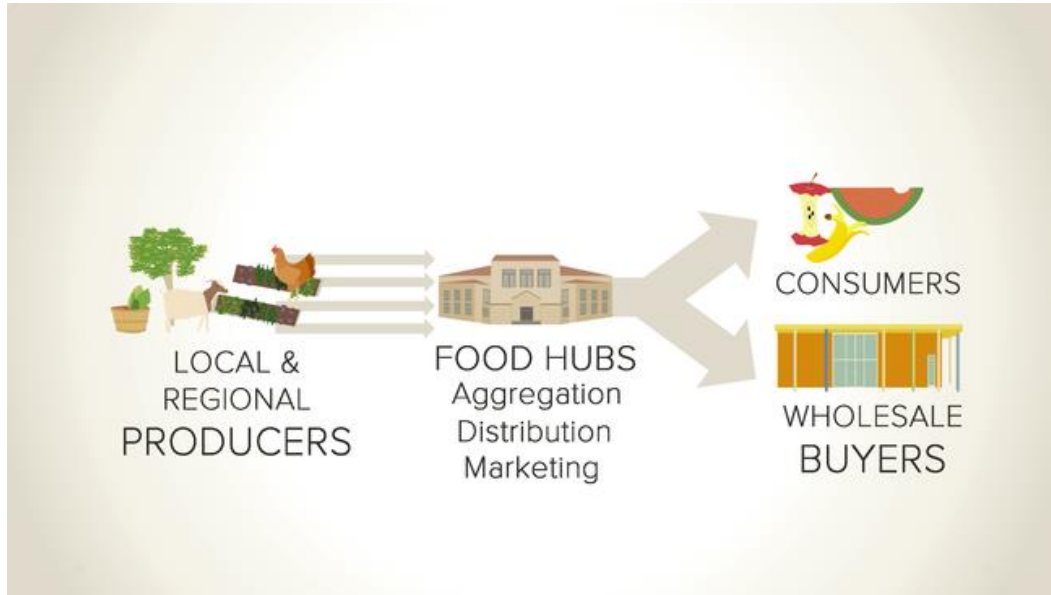 LOCAL &
REGIONAL
PRODUCERS
FOOD HUBS
Aggregation
Distribution
Marketing
CONSUMERS
WHOLESALE
BUYERS